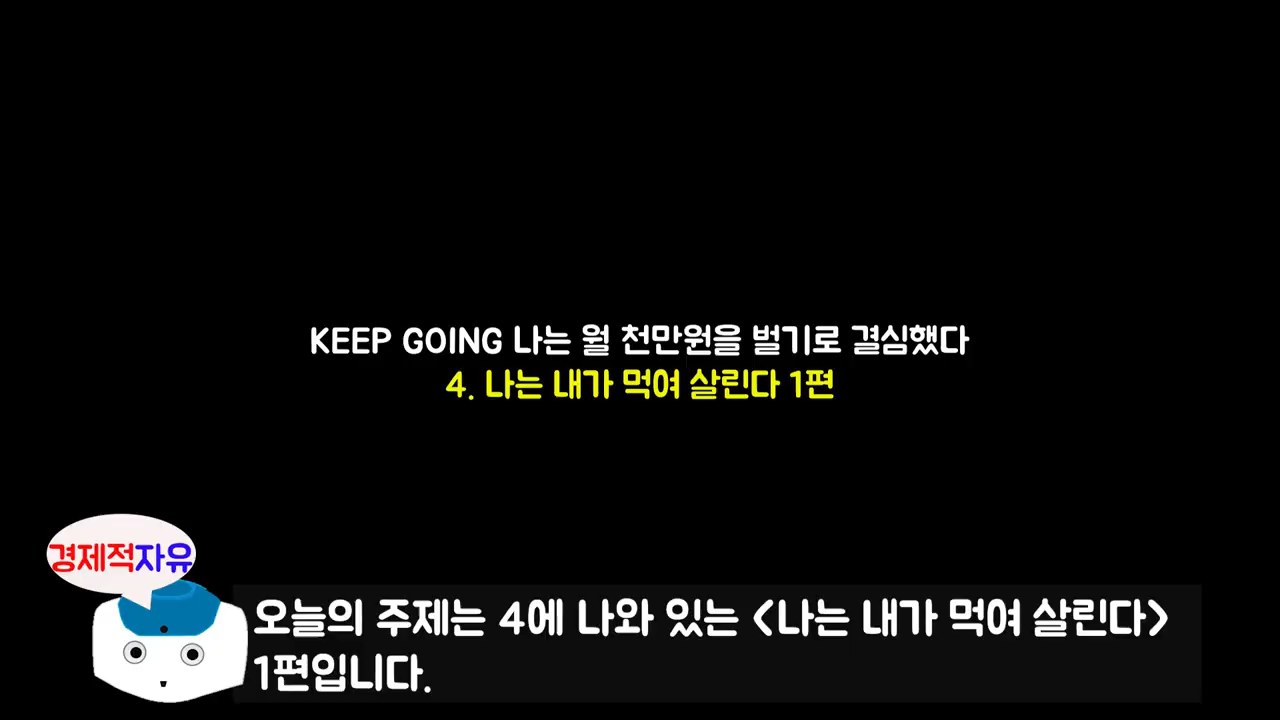 KEEP GOING 나는 월 천만원을 벌기로 결심했다
4. 나는 내가 먹여 살린다 1편
경제적자유
오늘의 주제는 4에 나와 있는 <나는 내가 먹여 살린다>
1편입니다.